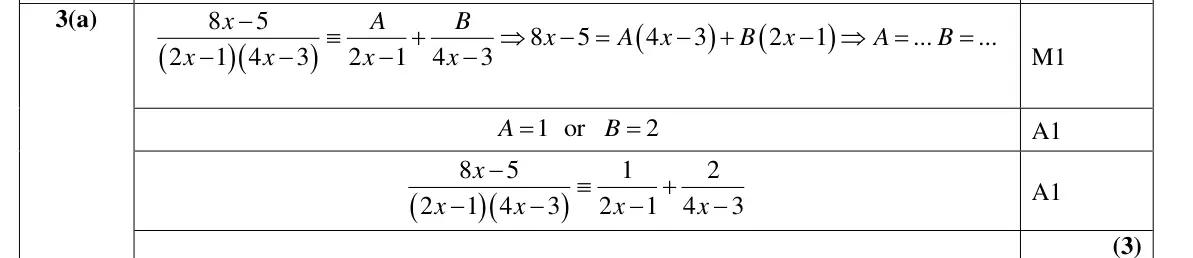 3(a)
(8x − 5)/((2x − 1)(4x − 3)) ≡ A/(2x − 1) + B/(4x − 3) ⇒ 8x − 5 = A(4x − 3) + B(2x − 1) ⇒ A = ... B = ...
M1
A = 1 or B = 2
A1
(8x − 5)/((2x − 1)(4x − 3)) ≡ 1/(2x − 1) + 2/(4x − 3)
A1
(3)